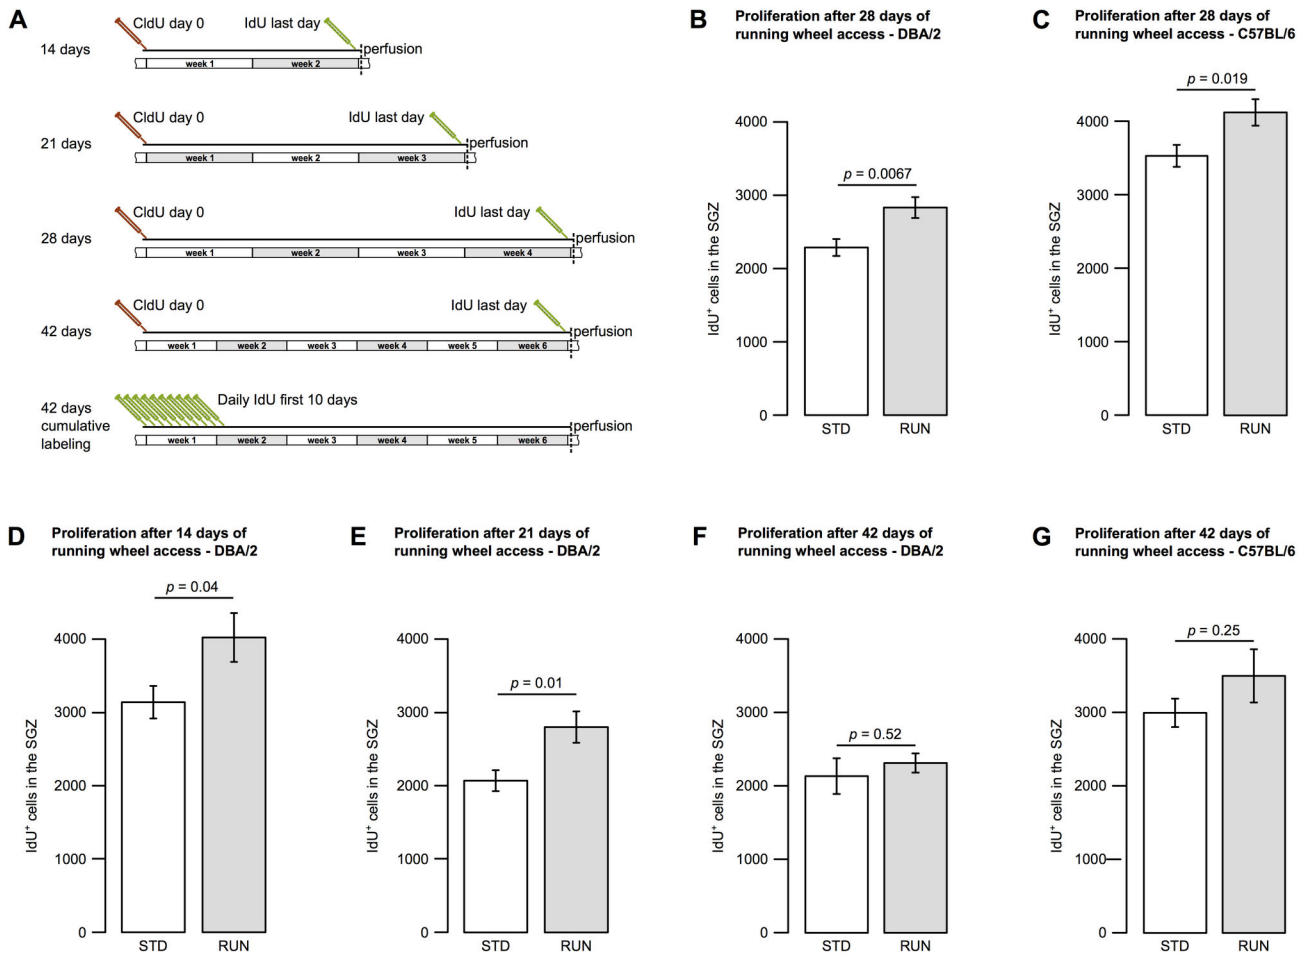 A
CldU day 0
IdU last day
14 days
perfusion
week 1
week 2
CldU day 0
IdU last day
21 days
perfusion
week 1
week 2
week 3
CldU day 0
IdU last day
28 days
perfusion
week 1
week 2
week 3
week 4
CldU day 0
IdU last day
42 days
perfusion
week 1
week 2
week 3
week 4
week 5
week 6
Daily IdU first 10 days
42 days
cumulative
labeling
perfusion
week 1
week 2
week 3
week 4
week 5
week 6
B
Proliferation after 28 days of
running wheel access - DBA/2
p = 0.0067
IdU+ cells in the SGZ
4000
3000
2000
1000
0
STD
RUN
C
Proliferation after 28 days of
running wheel access - C57BL/6
p = 0.019
IdU+ cells in the SGZ
4000
3000
2000
1000
0
STD
RUN
D
Proliferation after 14 days of
running wheel access - DBA/2
p = 0.04
IdU+ cells in the SGZ
4000
3000
2000
1000
0
STD
RUN
E
Proliferation after 21 days of
running wheel access - DBA/2
p = 0.01
IdU+ cells in the SGZ
4000
3000
2000
1000
0
STD
RUN
F
Proliferation after 42 days of
running wheel access - DBA/2
p = 0.52
IdU+ cells in the SGZ
4000
3000
2000
1000
0
STD
RUN
G
Proliferation after 42 days of
running wheel access - C57BL/6
p = 0.25
IdU+ cells in the SGZ
4000
3000
2000
1000
0
STD
RUN